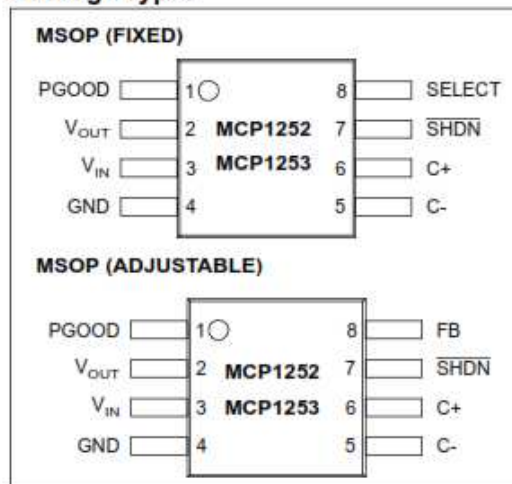 MSOP (FIXED)
PGOOD 1 8 SELECT
VOUT 2 MCP1252 7 SHDN
VIN 3 MCP1253 6 C+
GND 4 5 C-
MSOP (ADJUSTABLE)
PGOOD 1 8 FB
VOUT 2 MCP1252 7 SHDN
VIN 3 MCP1253 6 C+
GND 4 5 C-